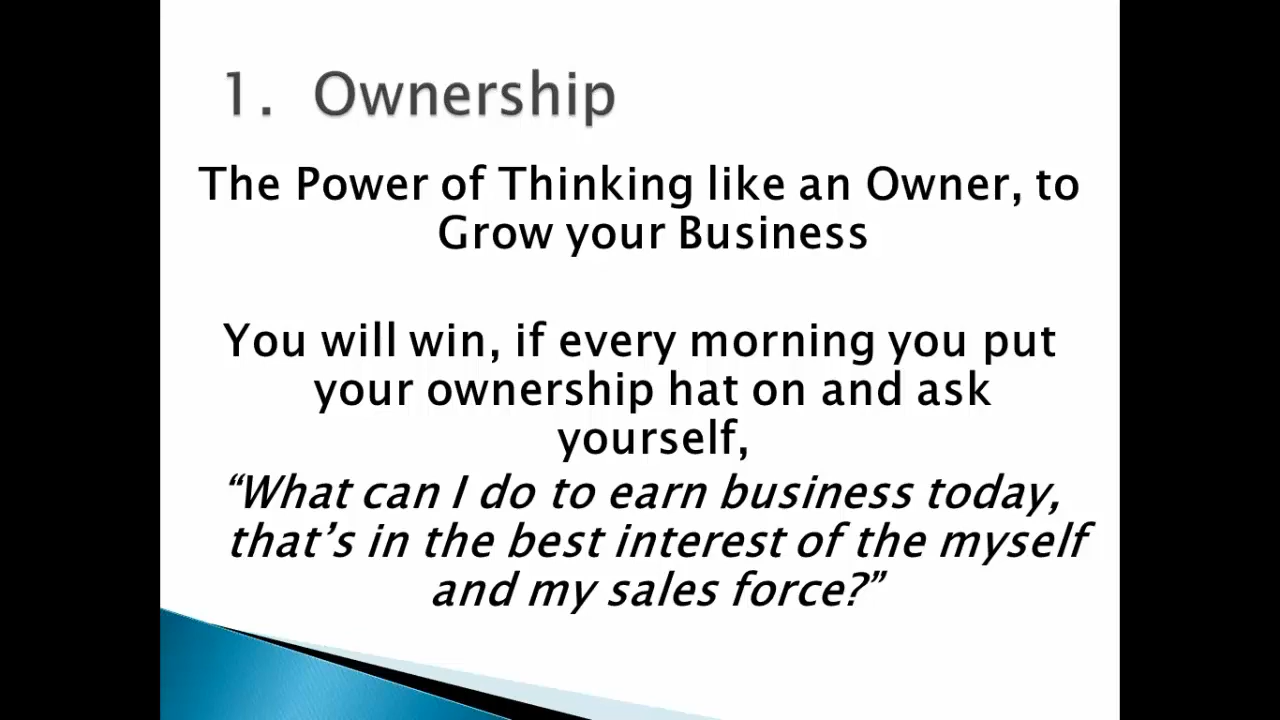 1. Ownership
The Power of Thinking like an Owner, to
Grow your Business
You will win, if every morning you put
your ownership hat on and ask
yourself,
“What can I do to earn business today,
that’s in the best interest of the myself
and my sales force?”